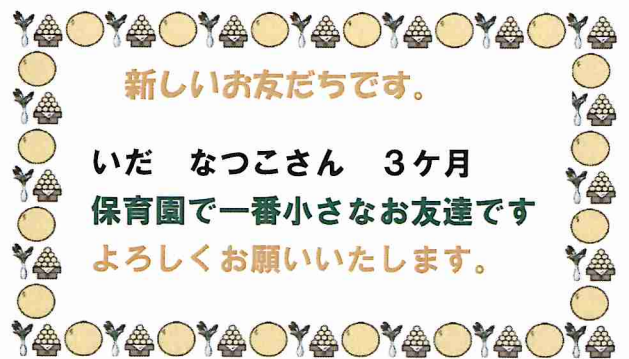 新しいお友だちです。
いだ　なつこさん　３ケ月
保育園で一番小さなお友達です
よろしくお願いいたします。